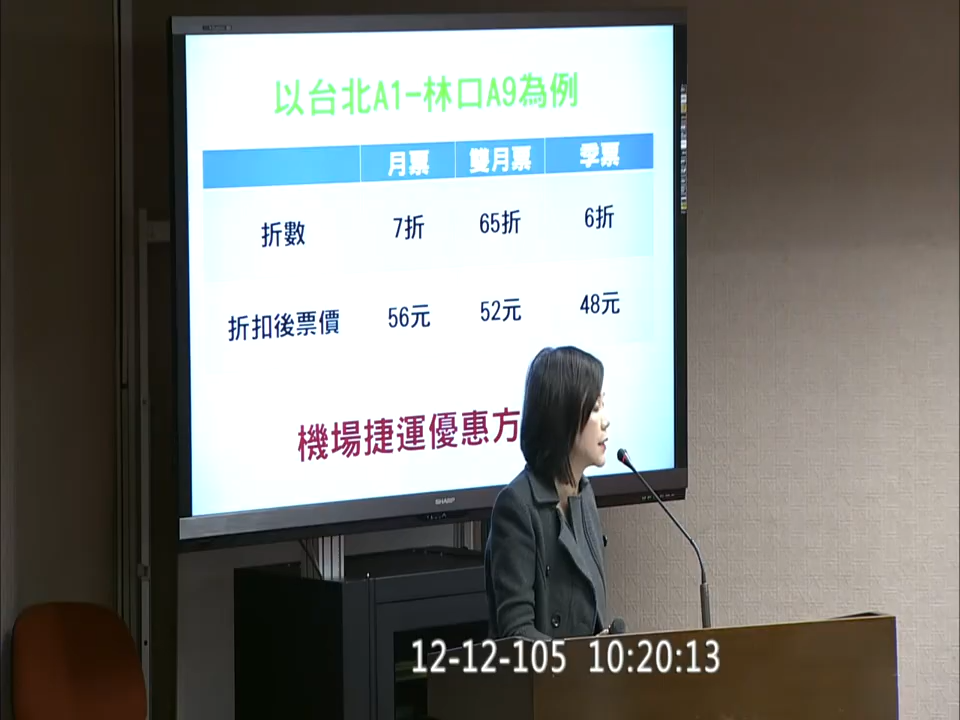 以台北A1-林口A9為例
月票 雙月票 季票
折數 7折 65折 6折
折扣後票價 56元 52元 48元
機場捷運優惠方
SHARP
12-12-105 10:20:13